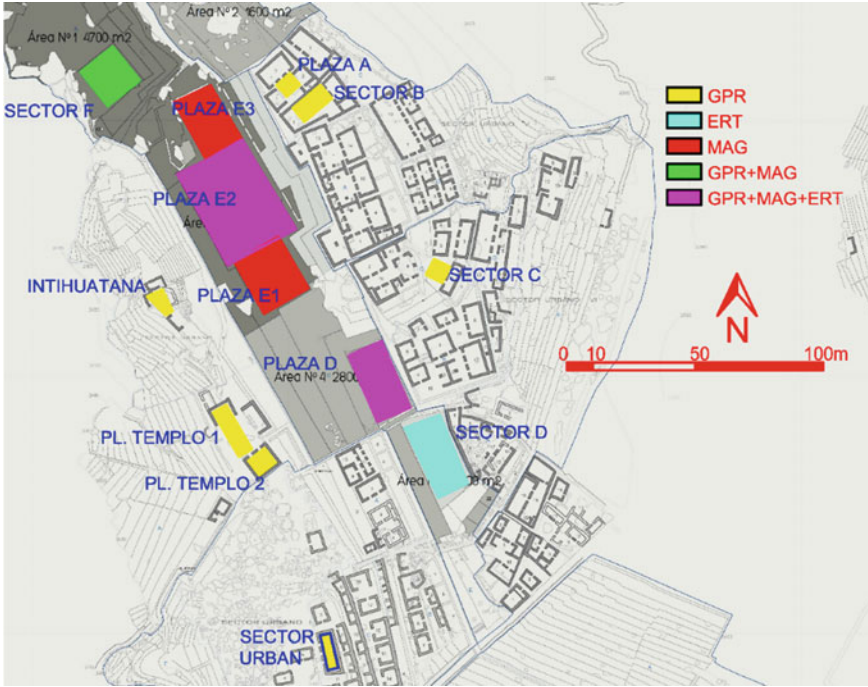 Área Nº 1 4700 m2
Área Nº 2 1600 m2
PLAZA A
SECTOR B
PLAZA E3
SECTOR F
PLAZA E2
INTIHUATANA
PLAZA E1
SECTOR C
PLAZA D
Área Nº 4 2800
PL. TEMPLO 1
SECTOR D
PL. TEMPLO 2
SECTOR URBANO I
SECTOR
URBAN
GPR
ERT
MAG
GPR+MAG
GPR+MAG+ERT
N
0 10 50 100m